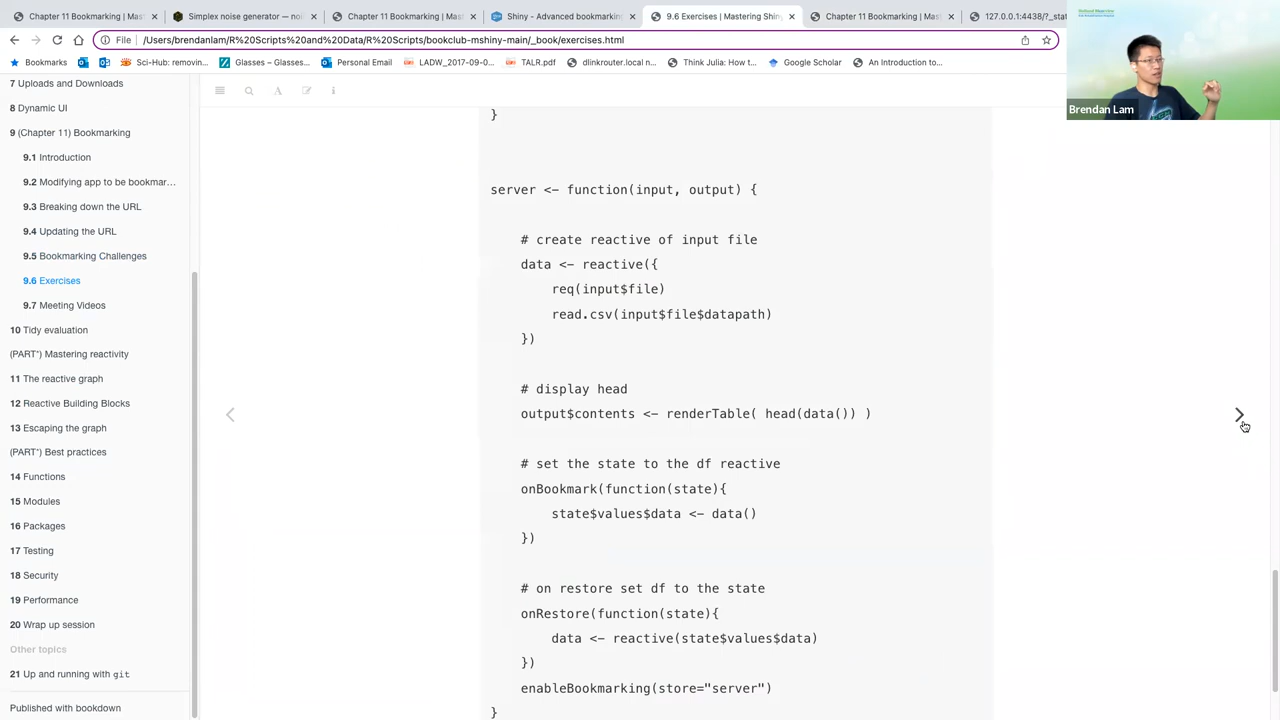 Chapter 11 Bookmarking | Mast
Simplex noise generator — noi
Chapter 11 Bookmarking | Mast
Shiny - Advanced bookmarking
9.6 Exercises | Mastering Shin
Chapter 11 Bookmarking | Mast
127.0.0.1:4438/?_sta
File
/Users/brendanlam/R%20Scripts%20and%20Data/R%20Scripts/bookclub-mshiny-main/_book/exercises.html
Bookmarks
Sci-Hub: removin...
Glasses – Glasses...
Personal Email
LADW_2017-09-0...
TALR.pdf
dlinkrouter.local n...
Think Julia: How t...
Google Scholar
An Introduction to...
Brendan Lam
7 Uploads and Downloads
8 Dynamic UI
9 (Chapter 11) Bookmarking
9.1 Introduction
9.2 Modifying app to be bookmar...
9.3 Breaking down the URL
9.4 Updating the URL
9.5 Bookmarking Challenges
9.6 Exercises
9.7 Meeting Videos
10 Tidy evaluation
(PART*) Mastering reactivity
11 The reactive graph
12 Reactive Building Blocks
13 Escaping the graph
(PART*) Best practices
14 Functions
15 Modules
16 Packages
17 Testing
18 Security
19 Performance
20 Wrap up session
Other topics
21 Up and running with git
Published with bookdown
}
server <- function(input, output) {
# create reactive of input file
data <- reactive({
req(input$file)
read.csv(input$file$datapath)
})
# display head
output$contents <- renderTable( head(data()) )
# set the state to the df reactive
onBookmark(function(state){
state$values$data <- data()
})
# on restore set df to the state
onRestore(function(state){
data <- reactive(state$values$data)
})
enableBookmarking(store="server")
}